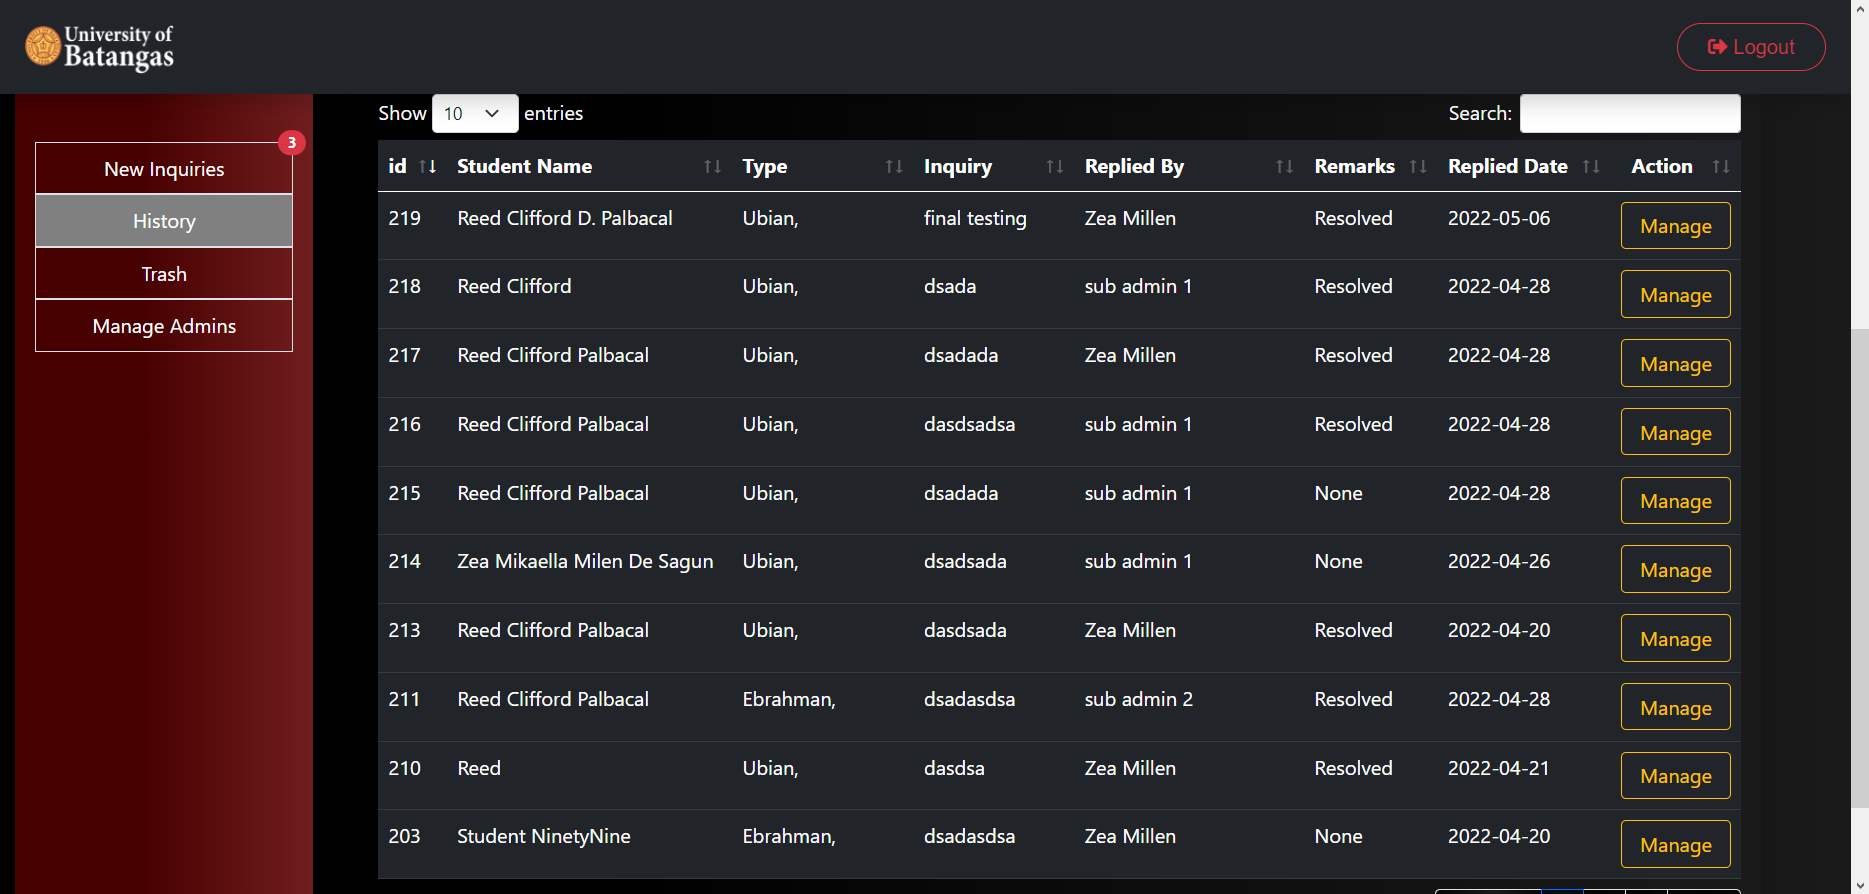 University of
Batangas
Logout
Show 10 entries
Search:
3
New Inquiries
History
Trash
Manage Admins
id Student Name Type Inquiry Replied By Remarks Replied Date Action
219 Reed Clifford D. Palbacal Ubian, final testing Zea Millen Resolved 2022-05-06 Manage
218 Reed Clifford Ubian, dsada sub admin 1 Resolved 2022-04-28 Manage
217 Reed Clifford Palbacal Ubian, dsadada Zea Millen Resolved 2022-04-28 Manage
216 Reed Clifford Palbacal Ubian, dasdsadsa sub admin 1 Resolved 2022-04-28 Manage
215 Reed Clifford Palbacal Ubian, dsadada sub admin 1 None 2022-04-28 Manage
214 Zea Mikaella Milen De Sagun Ubian, dsadsada sub admin 1 None 2022-04-26 Manage
213 Reed Clifford Palbacal Ubian, dasdsada Zea Millen Resolved 2022-04-20 Manage
211 Reed Clifford Palbacal Ebrahman, dsadasdsa sub admin 2 Resolved 2022-04-28 Manage
210 Reed Ubian, dasdsa Zea Millen Resolved 2022-04-21 Manage
203 Student NinetyNine Ebrahman, dsadasdsa Zea Millen None 2022-04-20 Manage